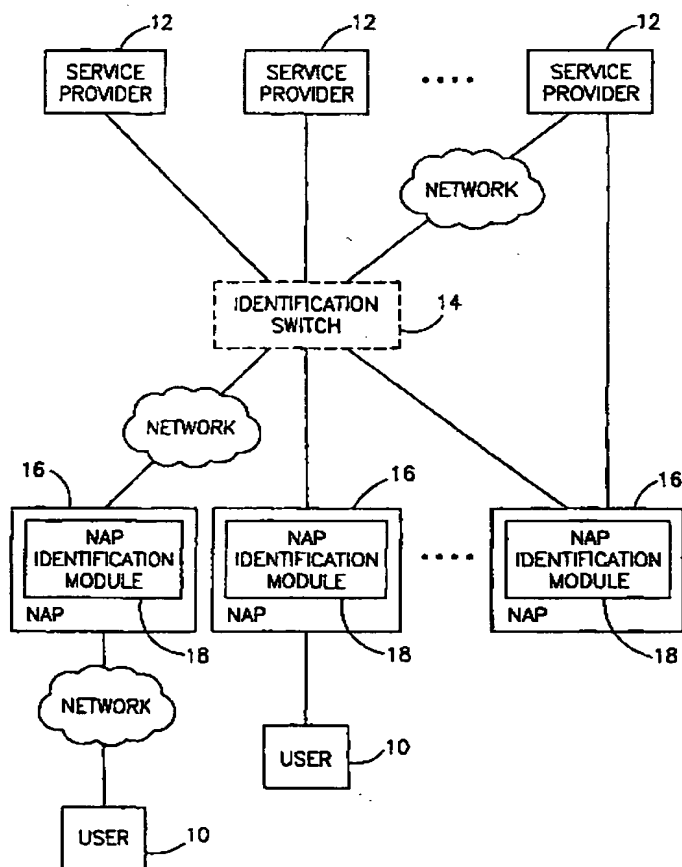 12
12
12
SERVICE
PROVIDER
SERVICE
PROVIDER
SERVICE
PROVIDER
NETWORK
IDENTIFICATION
SWITCH
14
NETWORK
16
16
16
NAP
IDENTIFICATION
MODULE
NAP
NAP
IDENTIFICATION
MODULE
NAP
NAP
IDENTIFICATION
MODULE
NAP
18
18
18
NETWORK
USER
10
USER
10